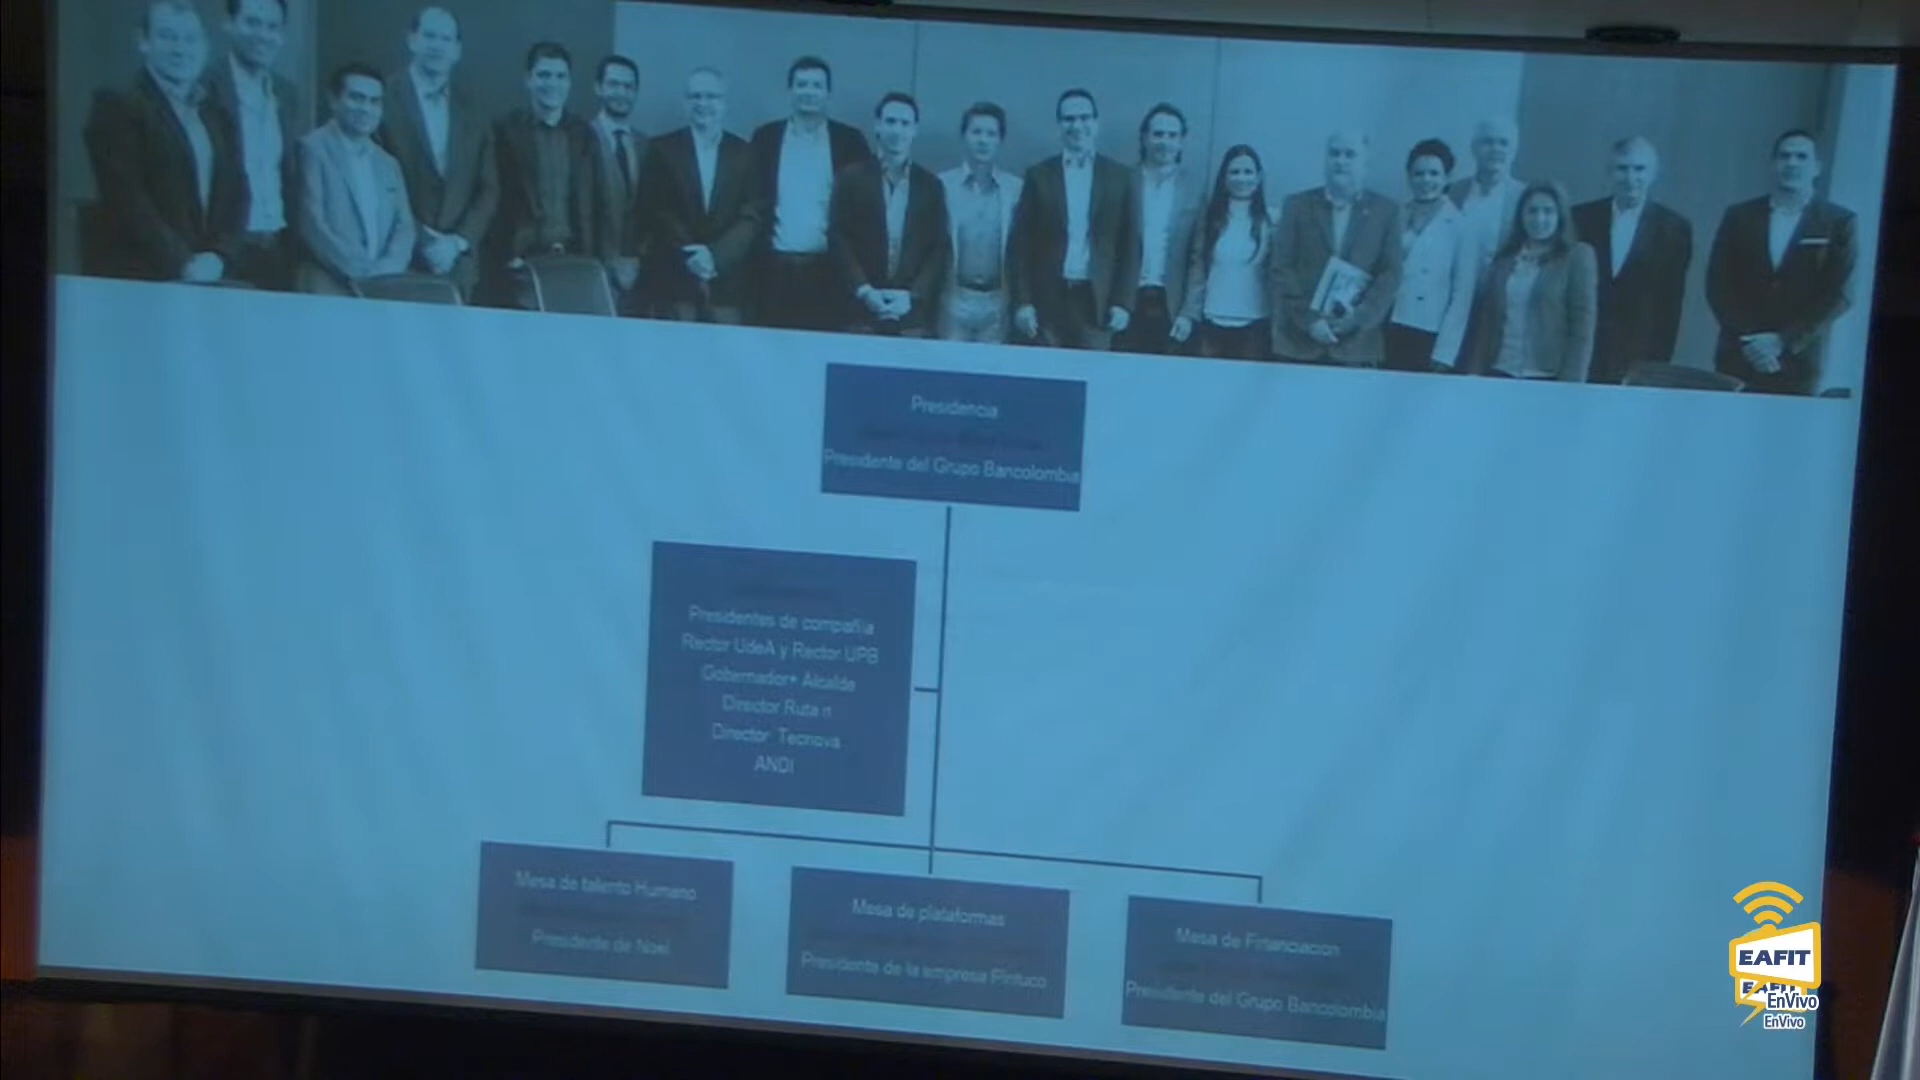 Presidencia
Presidente del Grupo Bancolombia
Presidentes de compañía
Rector UdeA y Rector UPB
Gobernador+ Alcalde
Director Ruta n
Director Tecnova
ANDI
Mesa de talento Humano
Presidente de Noel
Mesa de plataformas
Presidente de la empresa Pintuco
Mesa de Financiacion
Presidente del Grupo Bancolombia
EAFIT
EAFIT
EnVivo
EnVivo